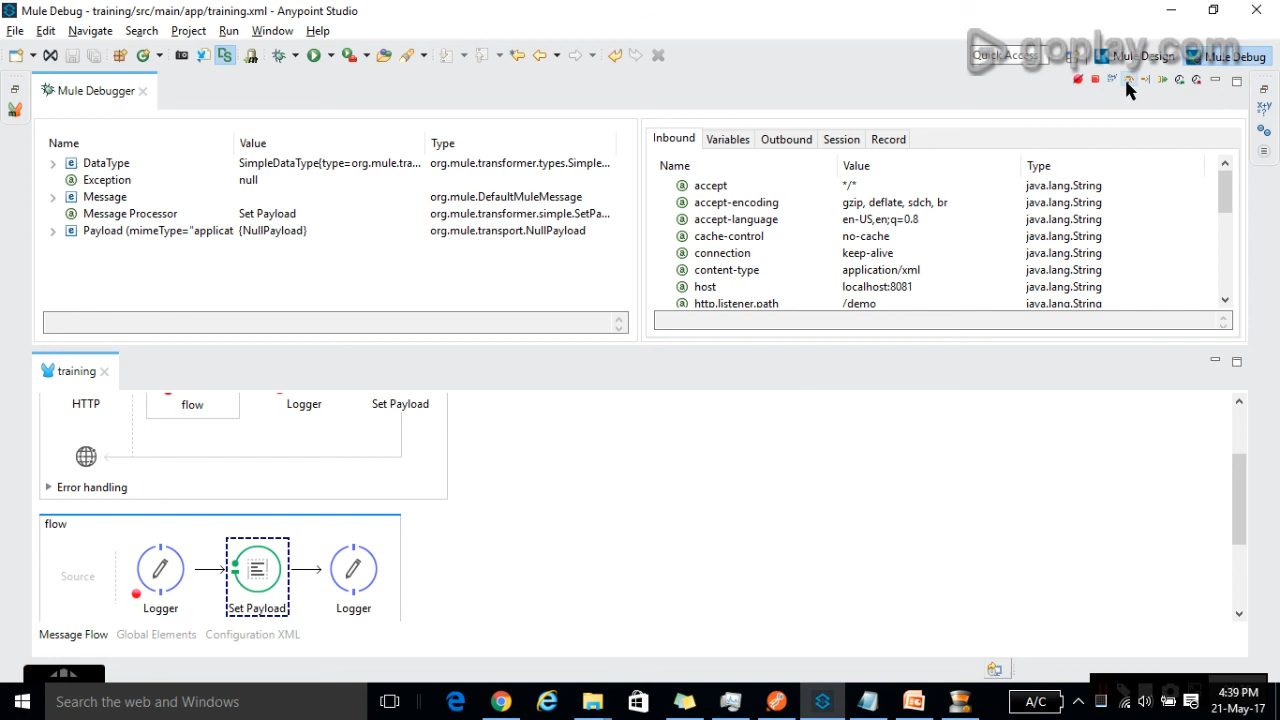 Mule Debug - training/src/main/app/training.xml - Anypoint Studio
File Edit Navigate Search Project Run Window Help
goplay.com
Quick Access
Mule Design
Mule Debug
Mule Debugger
Name Value Type
DataType SimpleDataType{type=org.mule.tra... org.mule.transformer.types.Simple...
Exception null
Message org.mule.DefaultMuleMessage
Message Processor Set Payload org.mule.transformer.simple.SetPa...
Payload (mimeType="applicat {NullPayload} org.mule.transport.NullPayload
Inbound Variables Outbound Session Record
Name Value Type
accept */* java.lang.String
accept-encoding gzip, deflate, sdch, br java.lang.String
accept-language en-US,en;q=0.8 java.lang.String
cache-control no-cache java.lang.String
connection keep-alive java.lang.String
content-type application/xml java.lang.String
host localhost:8081 java.lang.String
http.listener.path /demo java.lang.String
training
HTTP flow Logger Set Payload
Error handling
flow
Source
Logger Set Payload Logger
Message Flow Global Elements Configuration XML
Search the web and Windows
A/C
4:39 PM
21-May-17